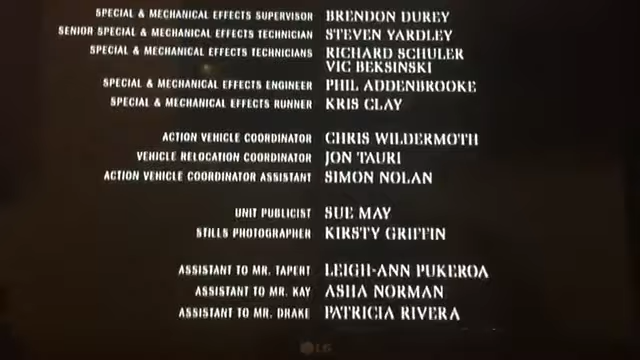 SPECIAL & MECHANICAL EFFECTS SUPERVISOR BRENDON DUREY
SENIOR SPECIAL & MECHANICAL EFFECTS TECHNICIAN STEVEN YARDLEY
SPECIAL & MECHANICAL EFFECTS TECHNICIANS RICHARD SCHULER
VIC BEKSINSKI
SPECIAL & MECHANICAL EFFECTS ENGINEER PHIL ADDENBROOKE
SPECIAL & MECHANICAL EFFECTS RUNNER KRIS CLAY
ACTION VEHICLE COORDINATOR CHRIS WILDERMOTH
VEHICLE RELOCATION COORDINATOR JON TAURI
ACTION VEHICLE COORDINATOR ASSISTANT SIMON NOLAN
UNIT PUBLICIST SUE MAY
STILLS PHOTOGRAPHER KIRSTY GRIFFIN
ASSISTANT TO MR. TAPERT LEIGH-ANN PUKEROA
ASSISTANT TO MR. KAY ASHA NORMAN
ASSISTANT TO MR. DRAKE PATRICIA RIVERA
LG